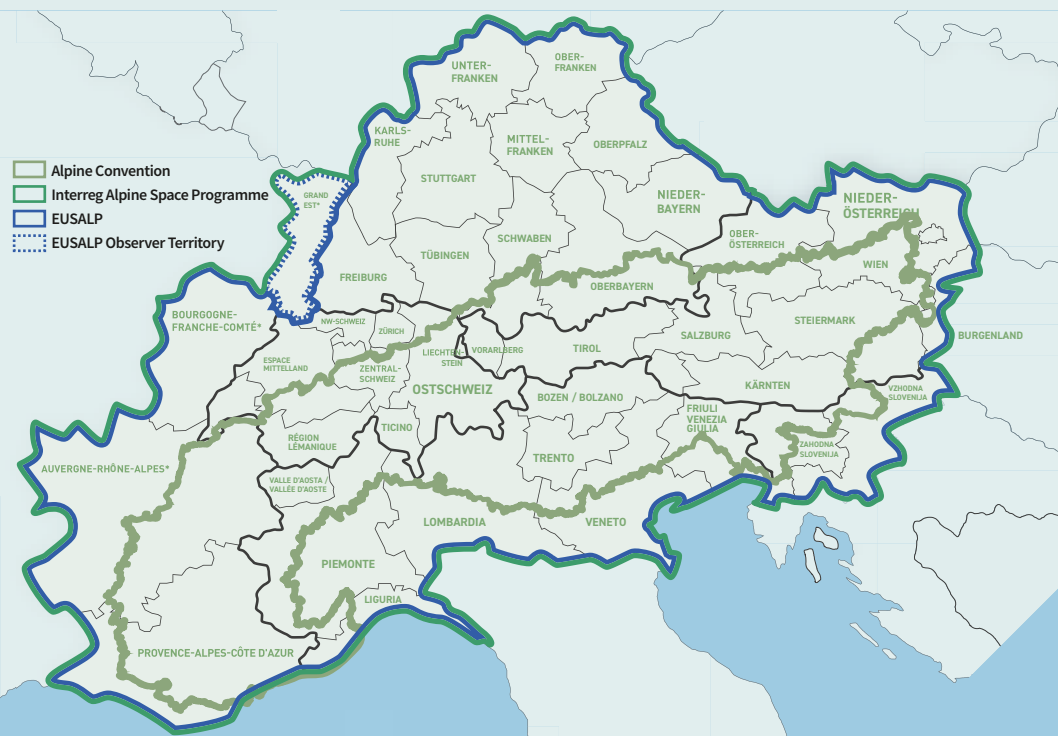 UNTER-
FRANKEN
OBER-
FRANKEN
KARLS-
RUHE
MITTEL-
FRANKEN
OBERPFALZ
Alpine Convention
Interreg Alpine Space Programme
EUSALP
EUSALP Observer Territory
GRAND
EST*
STUTTGART
NIEDER-
BAYERN
NIEDER-
ÖSTERREICH
SCHWABEN
OBER-
ÖSTERREICH
TÜBINGEN
WIEN
FREIBURG
OBERBAYERN
BOURGOGNE-
FRANCHE-COMTÉ*
NW-SCHWEIZ
ZÜRICH
STEIERMARK
BURGENLAND
SALZBURG
LIECHTEN-
STEIN
VORARLBERG
TIROL
ESPACE
MITTELLAND
ZENTRAL-
SCHWEIZ
OSTSCHWEIZ
KÄRNTEN
VZHODNA
SLOVENIJA
BOZEN / BOLZANO
FRIULI
VENEZIA
GIULIA
TICINO
RÉGION
LÉMANIQUE
ZAHODNA
SLOVENIJA
TRENTO
AUVERGNE-RHÔNE-ALPES*
VALLE D'AOSTA /
VALLÉE D'AOSTE
LOMBARDIA
VENETO
PIEMONTE
LIGURIA
PROVENCE-ALPES-CÔTE D'AZUR